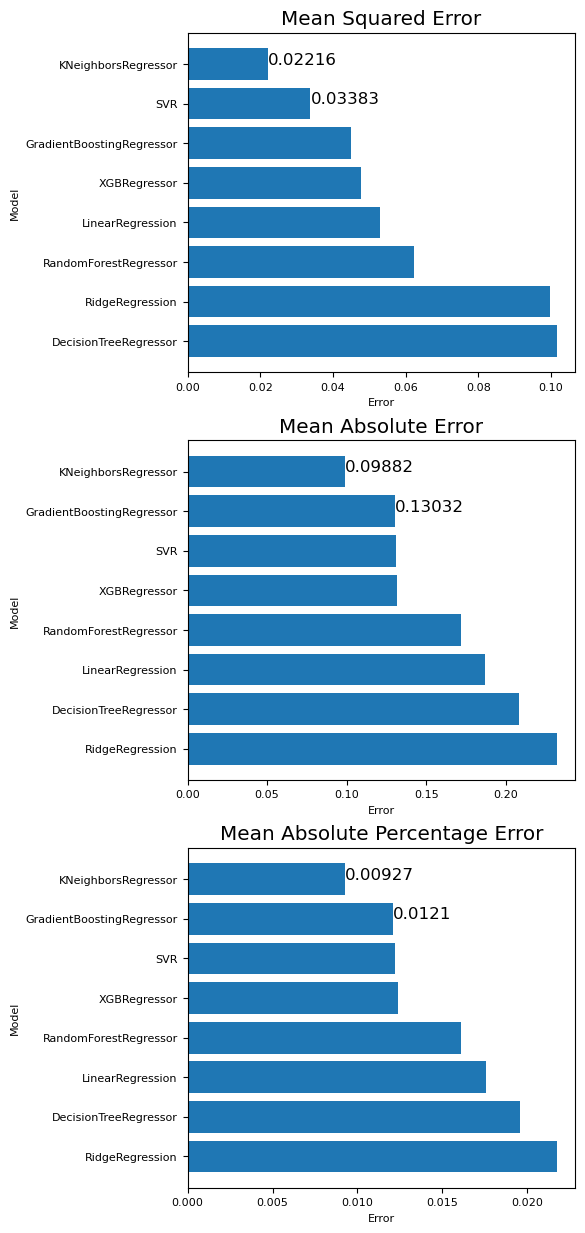 Mean Squared Error
KNeighborsRegressor
0.02216
SVR
0.03383
GradientBoostingRegressor
XGBRegressor
LinearRegression
RandomForestRegressor
RidgeRegression
DecisionTreeRegressor
Model
0.00 0.02 0.04 0.06 0.08 0.10
Error
Mean Absolute Error
KNeighborsRegressor
0.09882
GradientBoostingRegressor
0.13032
SVR
XGBRegressor
RandomForestRegressor
LinearRegression
DecisionTreeRegressor
RidgeRegression
Model
0.00 0.05 0.10 0.15 0.20
Error
Mean Absolute Percentage Error
KNeighborsRegressor
0.00927
GradientBoostingRegressor
0.0121
SVR
XGBRegressor
RandomForestRegressor
LinearRegression
DecisionTreeRegressor
RidgeRegression
Model
0.000 0.005 0.010 0.015 0.020
Error